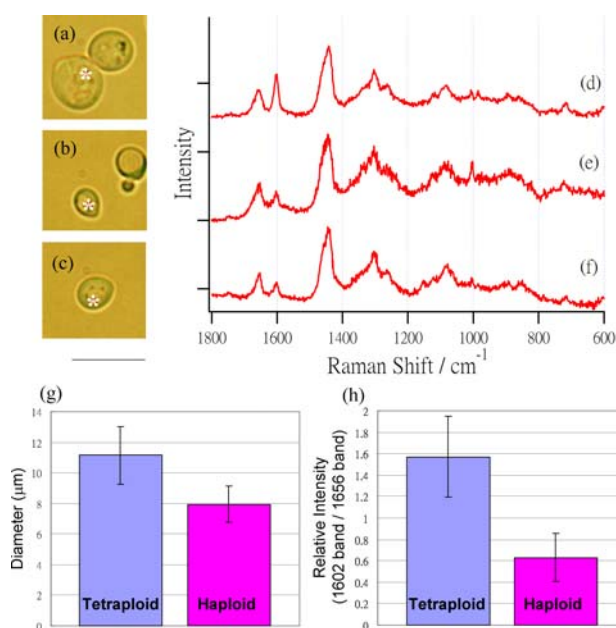 (a)
(b)
(c)
(d)
(e)
(f)
Intensity
1800 1600 1400 1200 1000 800 600
Raman Shift / cm-1
(g)
14
12
10
8
6
4
2
0
Diameter (μm)
Tetraploid Haploid
(h)
2
1.8
1.6
1.4
1.2
1
0.8
0.6
0.4
0.2
0
Relative Intensity
(1602 band / 1656 band)
Tetraploid Haploid